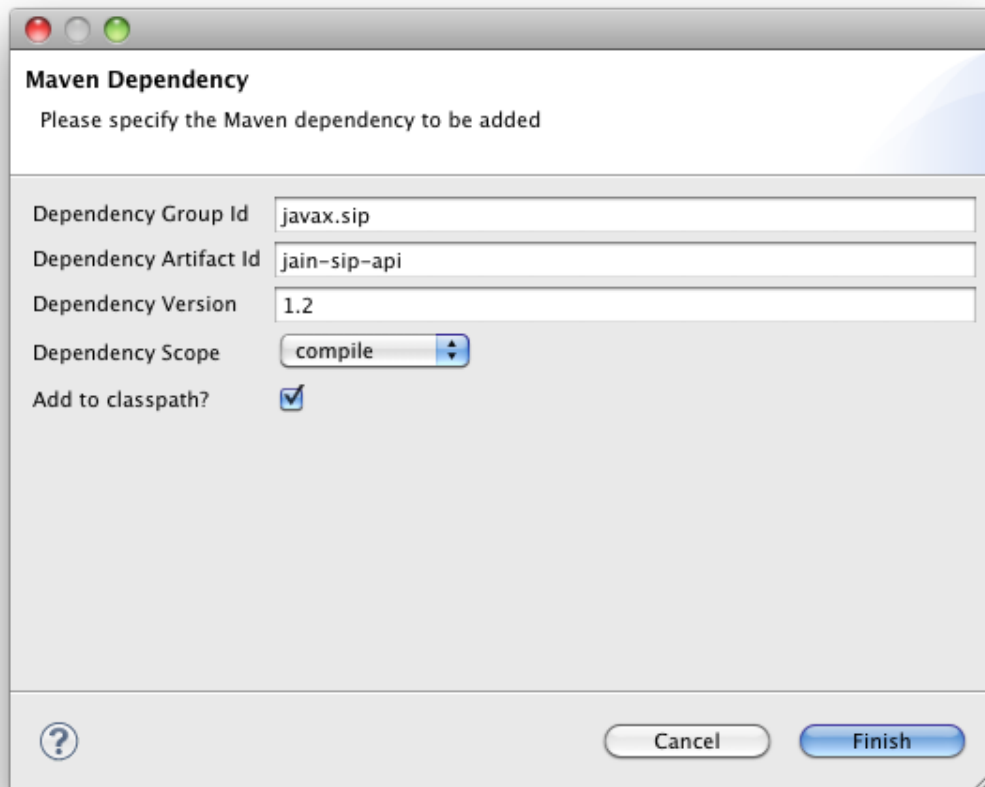 Maven Dependency
Please specify the Maven dependency to be added
Dependency Group Id javax.sip
Dependency Artifact Id jain-sip-api
Dependency Version 1.2
Dependency Scope compile
Add to classpath?
? Cancel Finish